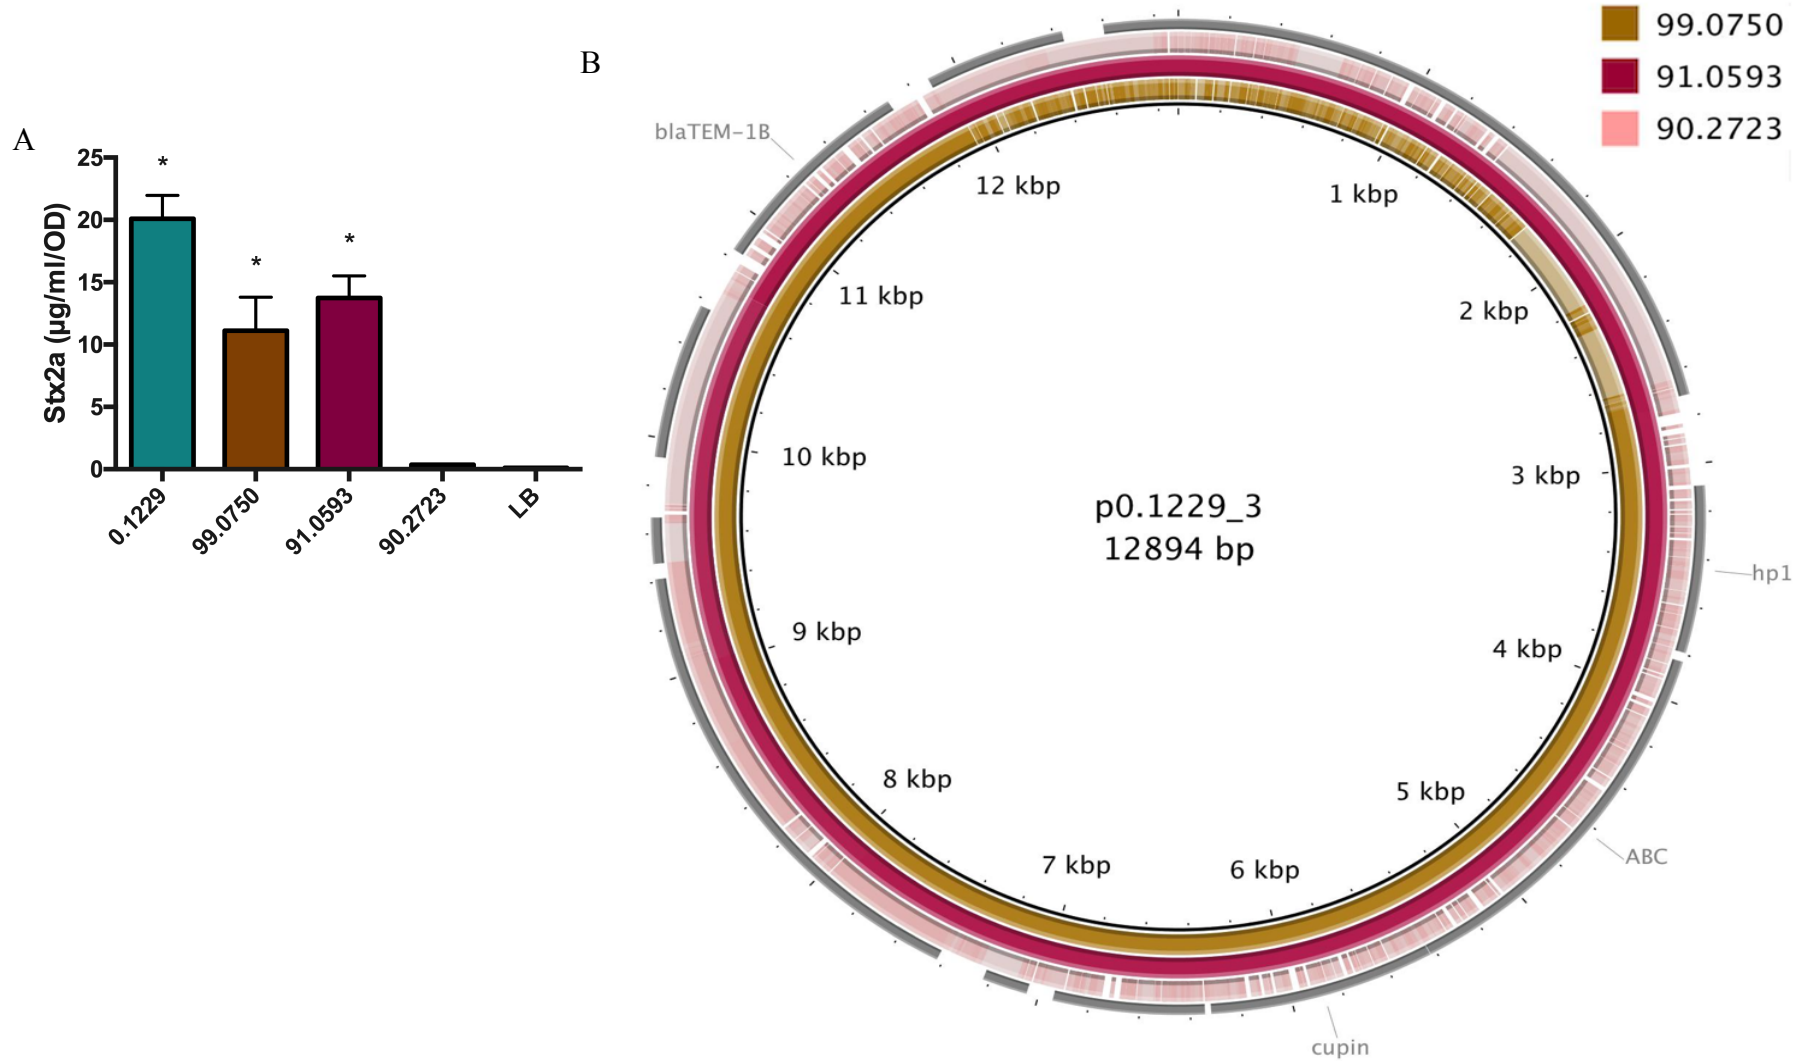 A
25
20
15
10
5
0
Stx2a (µg/ml/OD)
*
*
*
0.1229
99.0750
91.0593
90.2723
LB
B
99.0750
91.0593
90.2723
blaTEM-1B
hp1
ABC
cupin
12 kbp
1 kbp
11 kbp
2 kbp
10 kbp
3 kbp
9 kbp
4 kbp
8 kbp
5 kbp
7 kbp
6 kbp
p0.1229_3
12894 bp